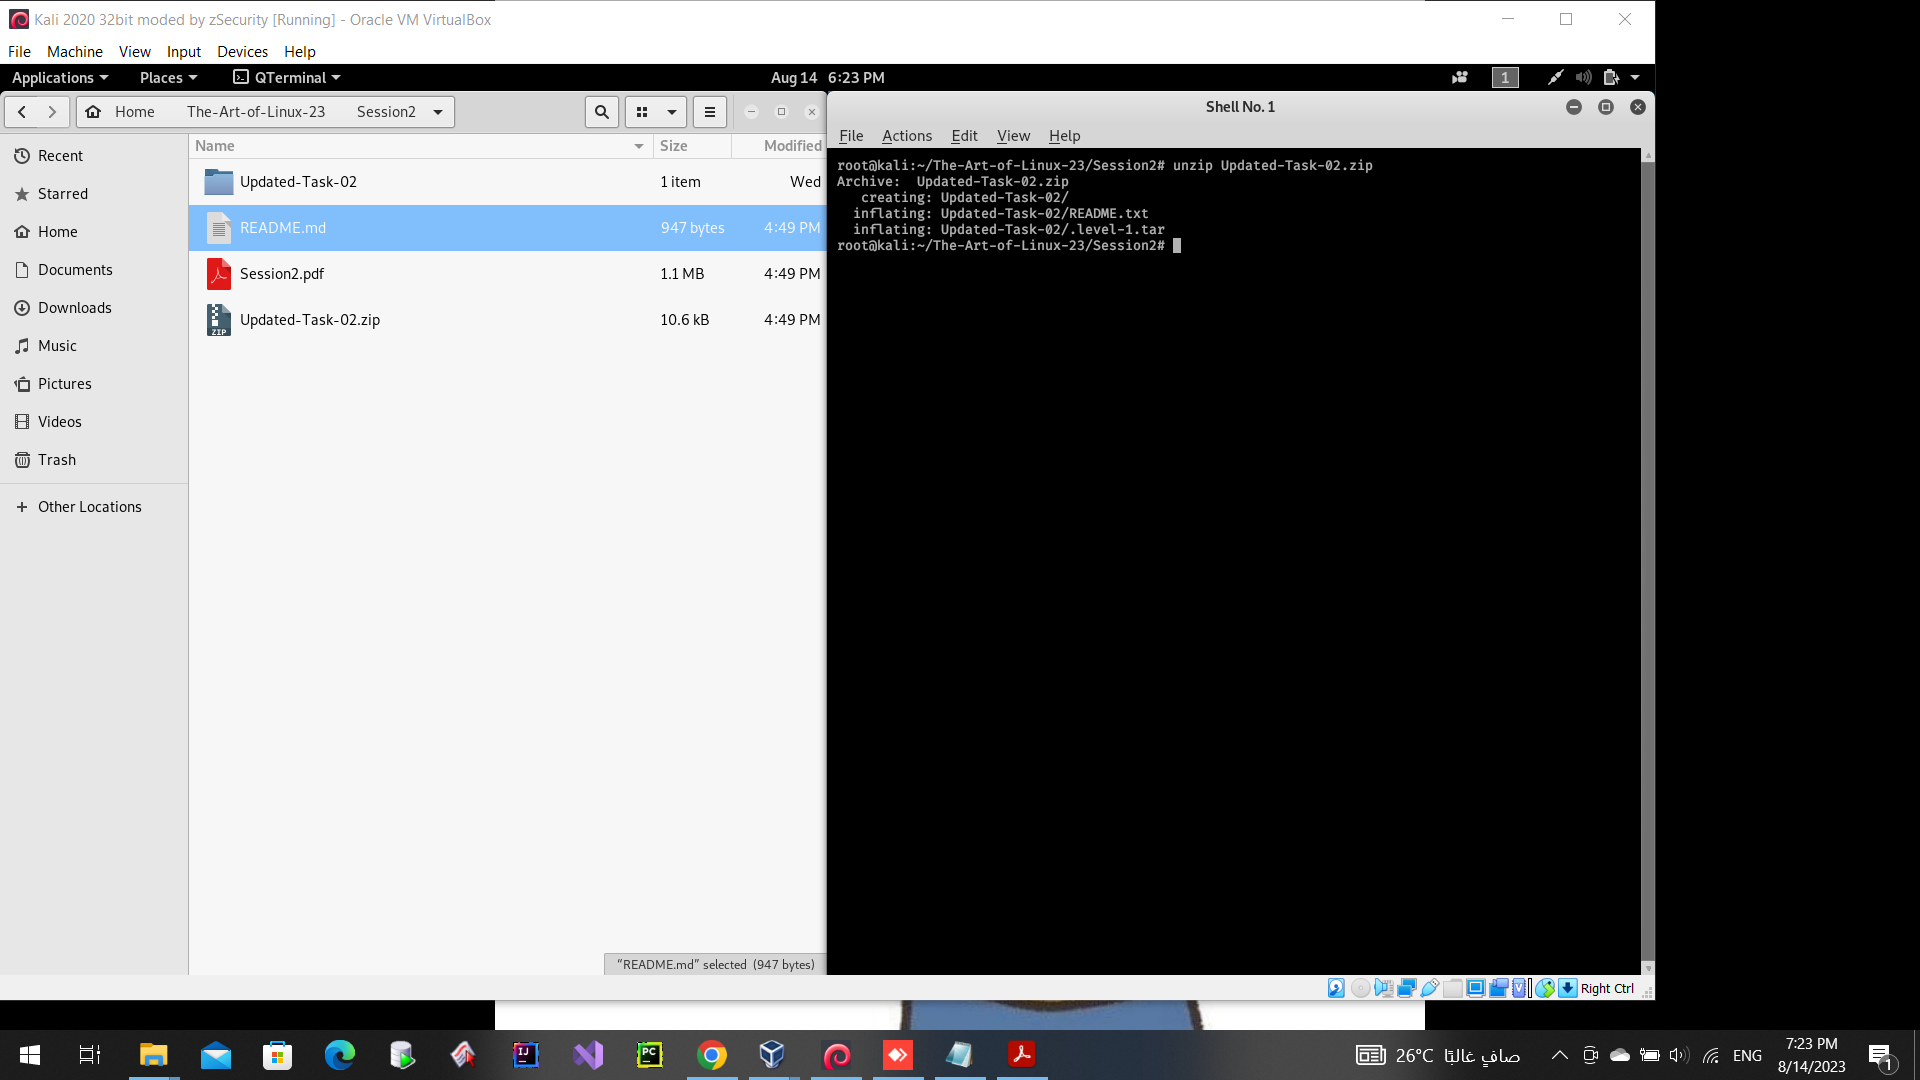 Kali 2020 32bit moded by zSecurity [Running] - Oracle VM VirtualBox
File Machine View Input Devices Help
Applications Places QTerminal Aug 14 6:23 PM 1
Home The-Art-of-Linux-23 Session2
Name Size Modified
Recent
Starred
Home
Documents
Downloads
Music
Pictures
Videos
Trash
Other Locations
Updated-Task-02 1 item Wed
README.md 947 bytes 4:49 PM
Session2.pdf 1.1 MB 4:49 PM
ZIP Updated-Task-02.zip 10.6 kB 4:49 PM
“README.md” selected (947 bytes)
Shell No. 1
File Actions Edit View Help
root@kali:~/The-Art-of-Linux-23/Session2# unzip Updated-Task-02.zip
Archive:  Updated-Task-02.zip
creating: Updated-Task-02/
inflating: Updated-Task-02/README.txt
inflating: Updated-Task-02/.level-1.tar
root@kali:~/The-Art-of-Linux-23/Session2#
Right Ctrl
IJ
PC
26°C صافٍ غالبًا
ENG
7:23 PM
8/14/2023
1